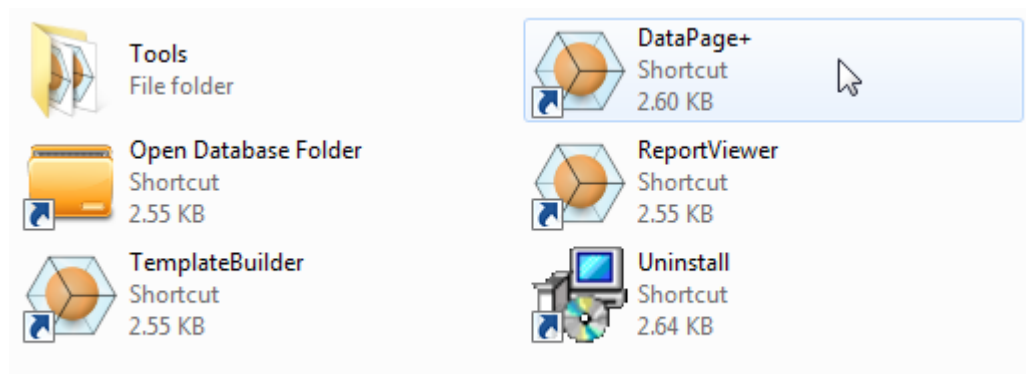 Tools
File folder
DataPage+
Shortcut
2.60 KB
Open Database Folder
Shortcut
2.55 KB
ReportViewer
Shortcut
2.55 KB
TemplateBuilder
Shortcut
2.55 KB
Uninstall
Shortcut
2.64 KB